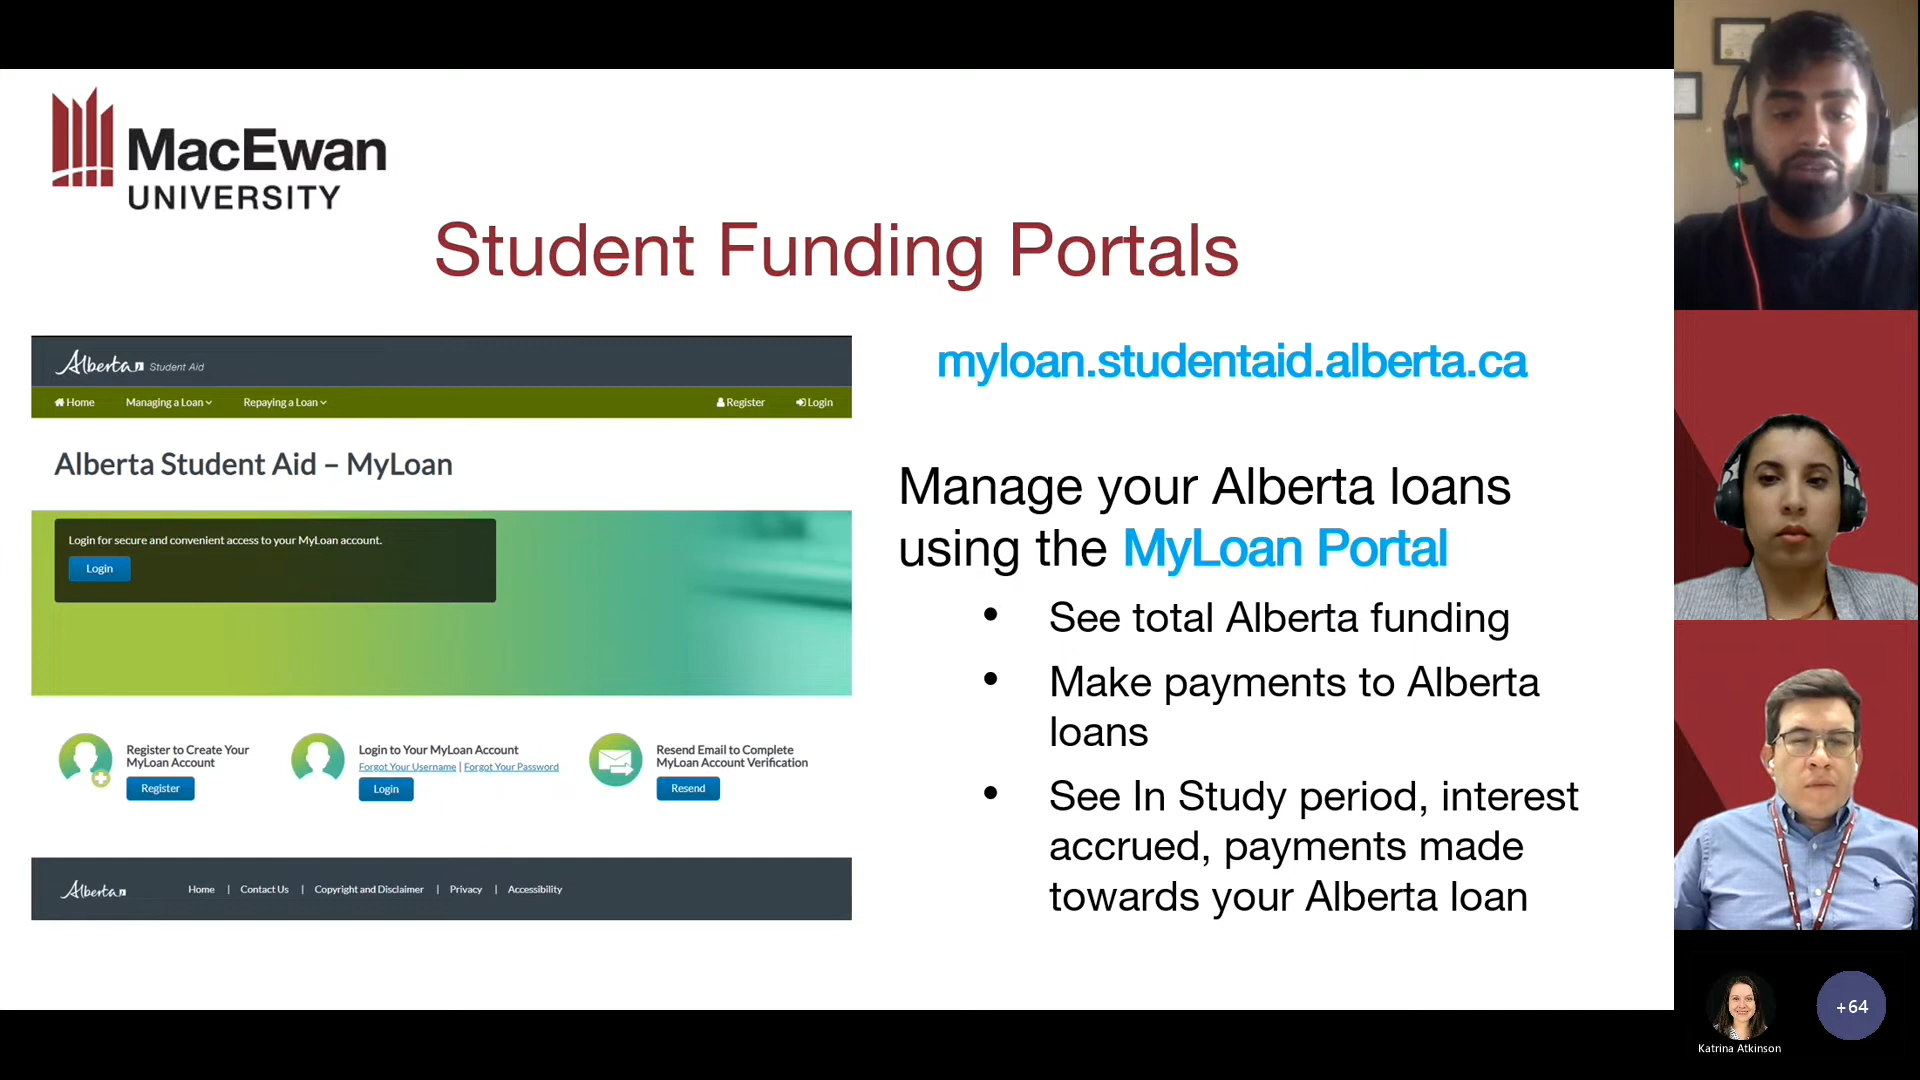 MacEwan
UNIVERSITY
Student Funding Portals
Alberta Student Aid
Home Managing a Loan Repaying a Loan Register Login
Alberta Student Aid – MyLoan
Login for secure and convenient access to your MyLoan account.
Login
Register to Create Your
MyLoan Account
Register
Login to Your MyLoan Account
Forgot Your Username | Forgot Your Password
Login
Resend Email to Complete
MyLoan Account Verification
Resend
Alberta Home | Contact Us | Copyright and Disclaimer | Privacy | Accessibility
myloan.studentaid.alberta.ca
Manage your Alberta loans
using the MyLoan Portal
• See total Alberta funding
• Make payments to Alberta
loans
• See In Study period, interest
accrued, payments made
towards your Alberta loan
Katrina Atkinson
+64